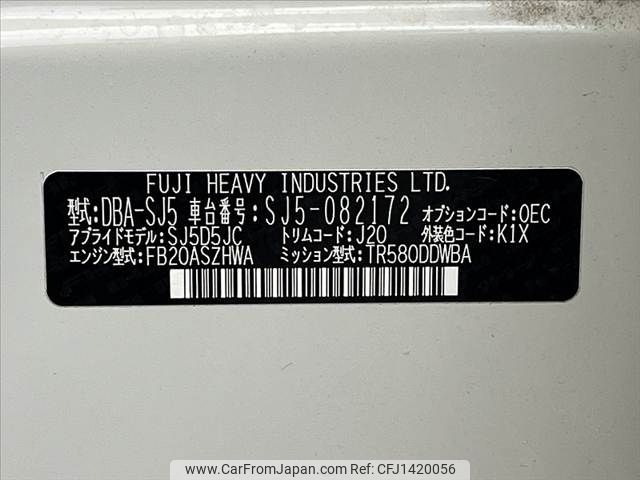 FUJI HEAVY INDUSTRIES LTD.
型式:DBA-SJ5 車台番号:SJ5-082172 オプションコード:OEC
アプライドモデル:SJ5D5JC トリムコード:J20 外装色コード:K1X
エンジン型式:FB20ASZHWA ミッション型式:TR580DDWBA
www.CarFromJapan.com | Car ID: CFJ1420056